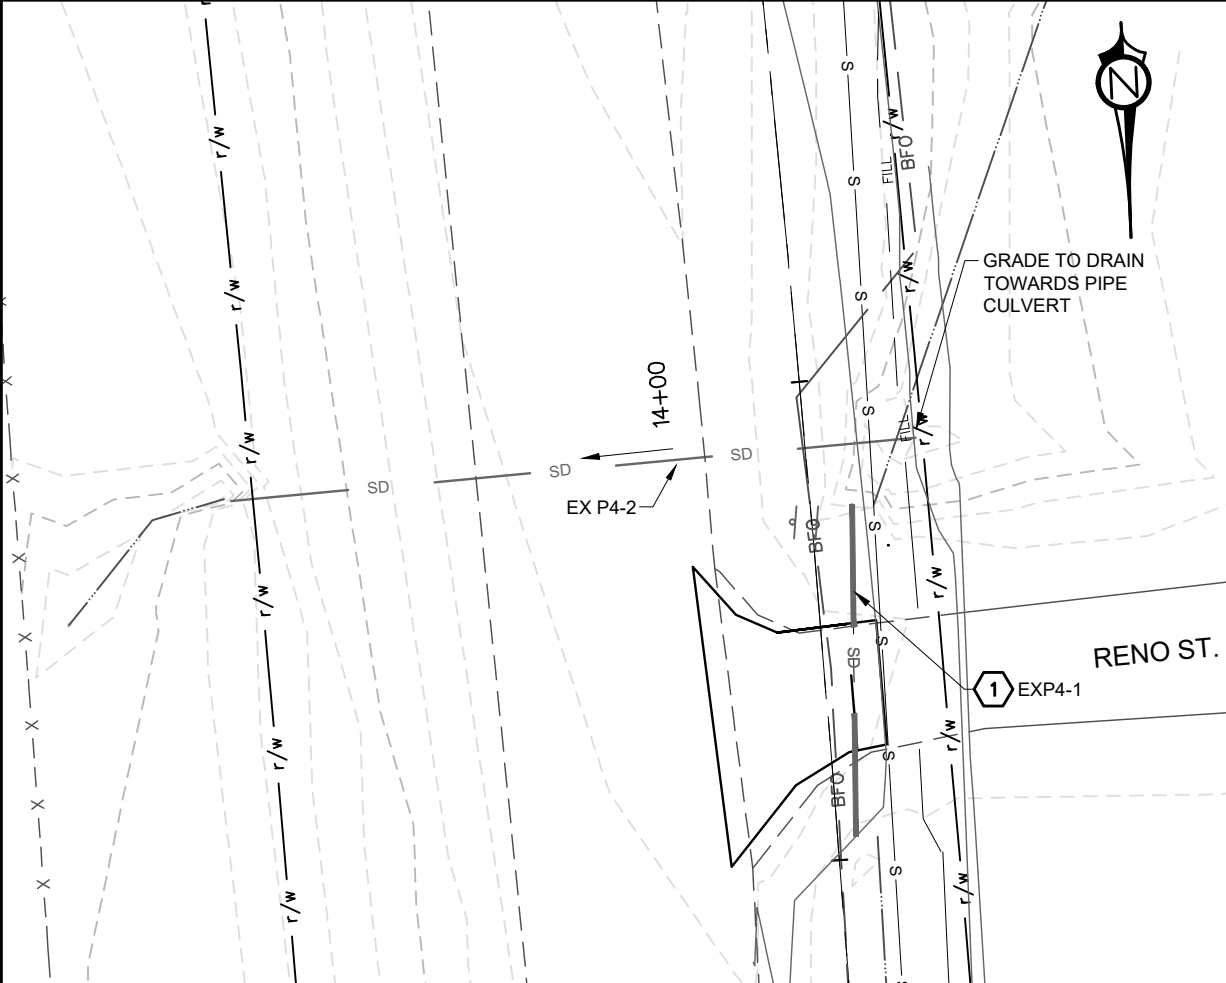 N
r/w
S
r/w
BFO
FILL
S
GRADE TO DRAIN
TOWARDS PIPE
CULVERT
r/w
r/w
S
X
14+00
X
S
r/w
FILL
r/w
SD
SD
SD
X
EX P4-2
S
BFO
X
r/w
r/w
X
S
SD
RENO ST.
1 EXP4-1
X
r/w
r/w
S
BFO
X
S
X
r/w
r/w
S